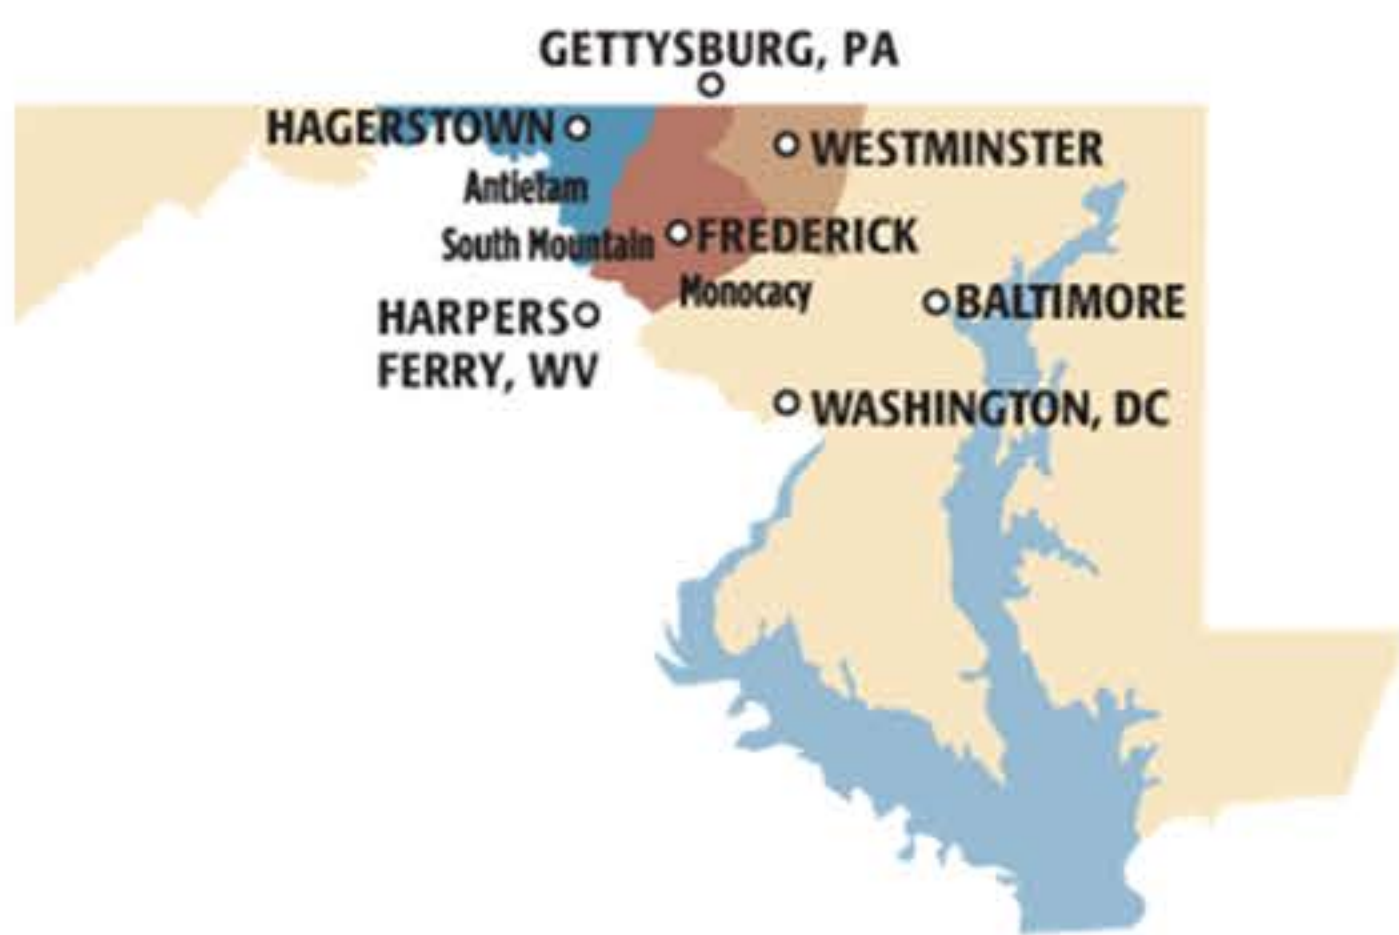 GETTYSBURG, PA
HAGERSTOWN
WESTMINSTER
Antietam
South Mountain
FREDERICK
Monocacy
BALTIMORE
HARPERS
FERRY, WV
WASHINGTON, DC